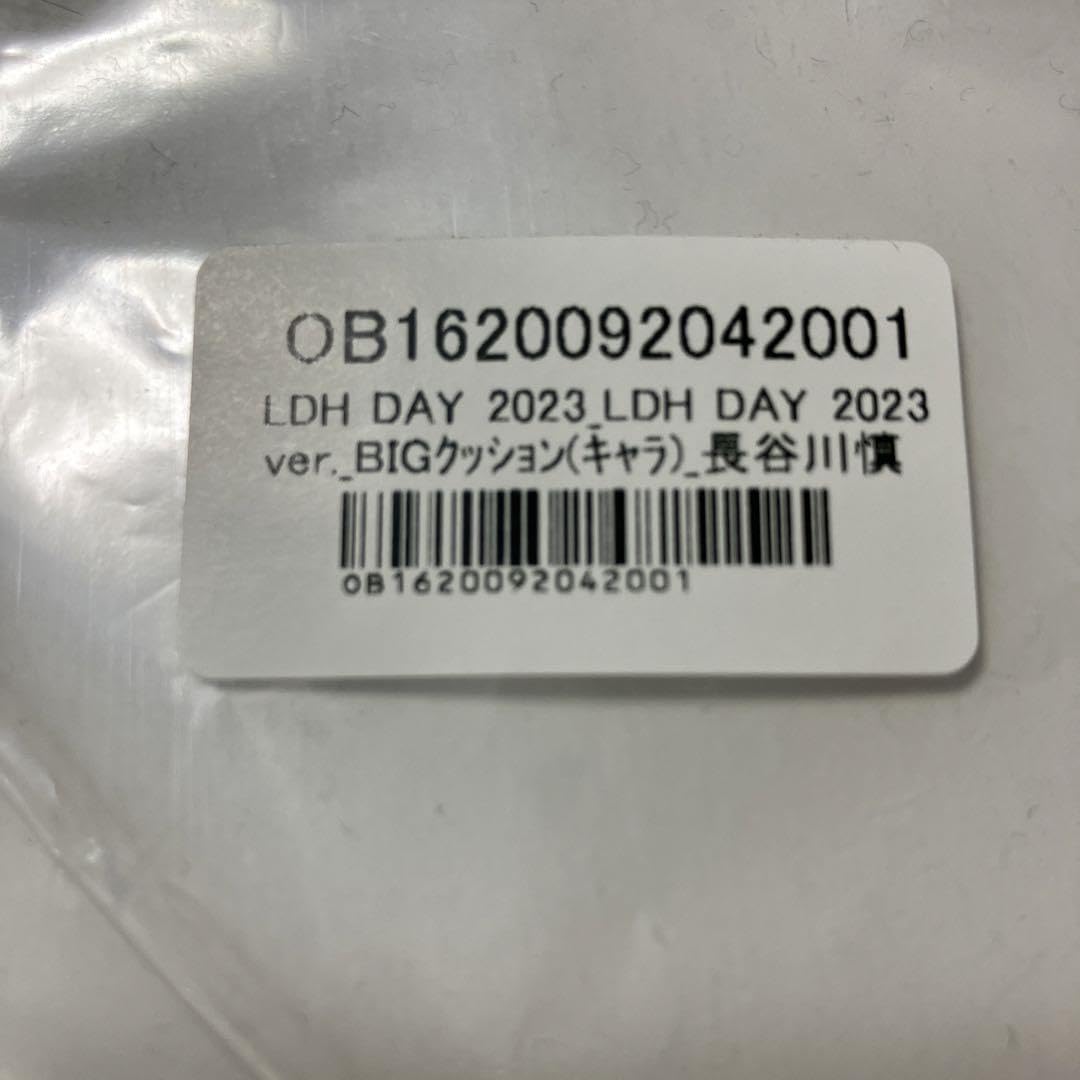 OB1620092042001
LDH DAY 2023_LDH DAY 2023
ver._BIGｸｯｼｮﾝ(ｷｬﾗ)_長谷川慎
OB1620092042001